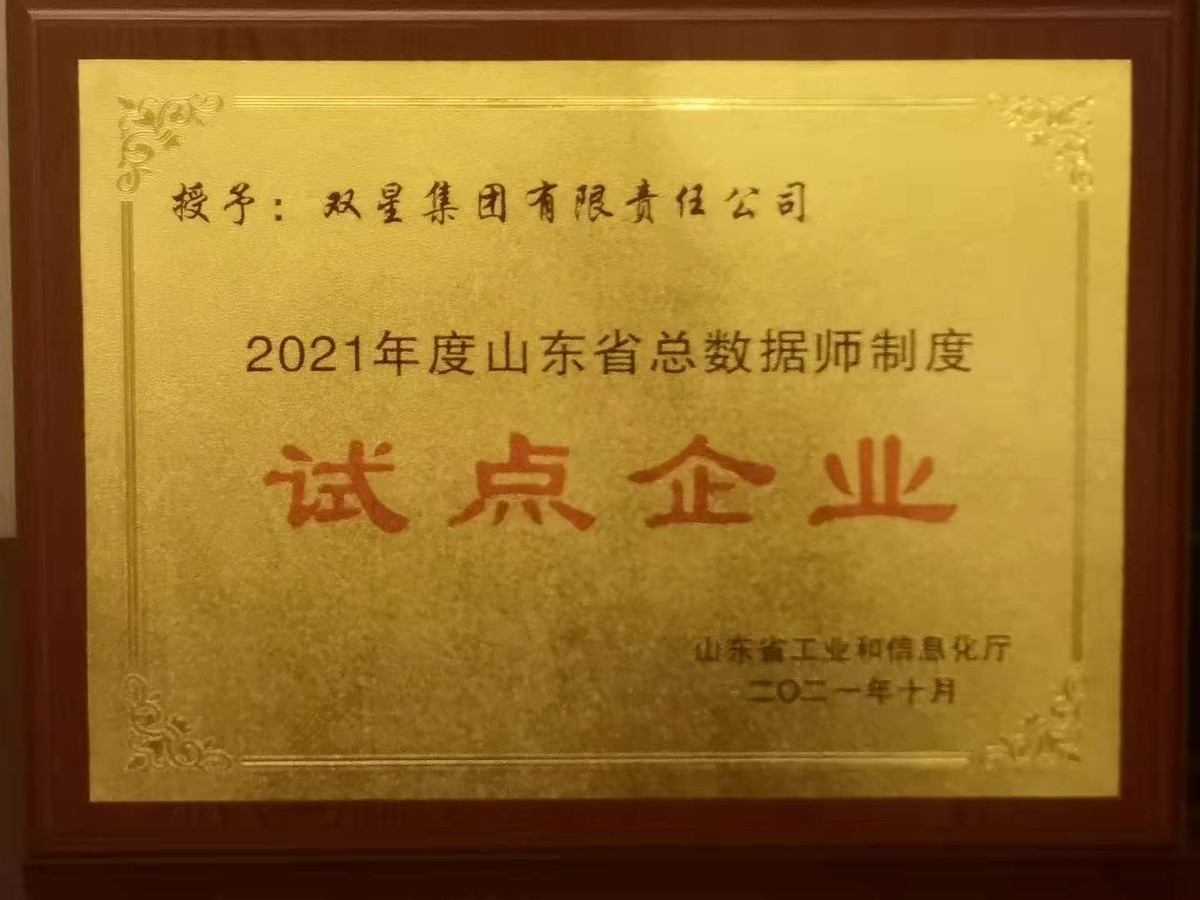 授予：双星集团有限责任公司
2021年度山东省总数据师制度
试点企业
山东省工业和信息化厅
二〇二一年十月